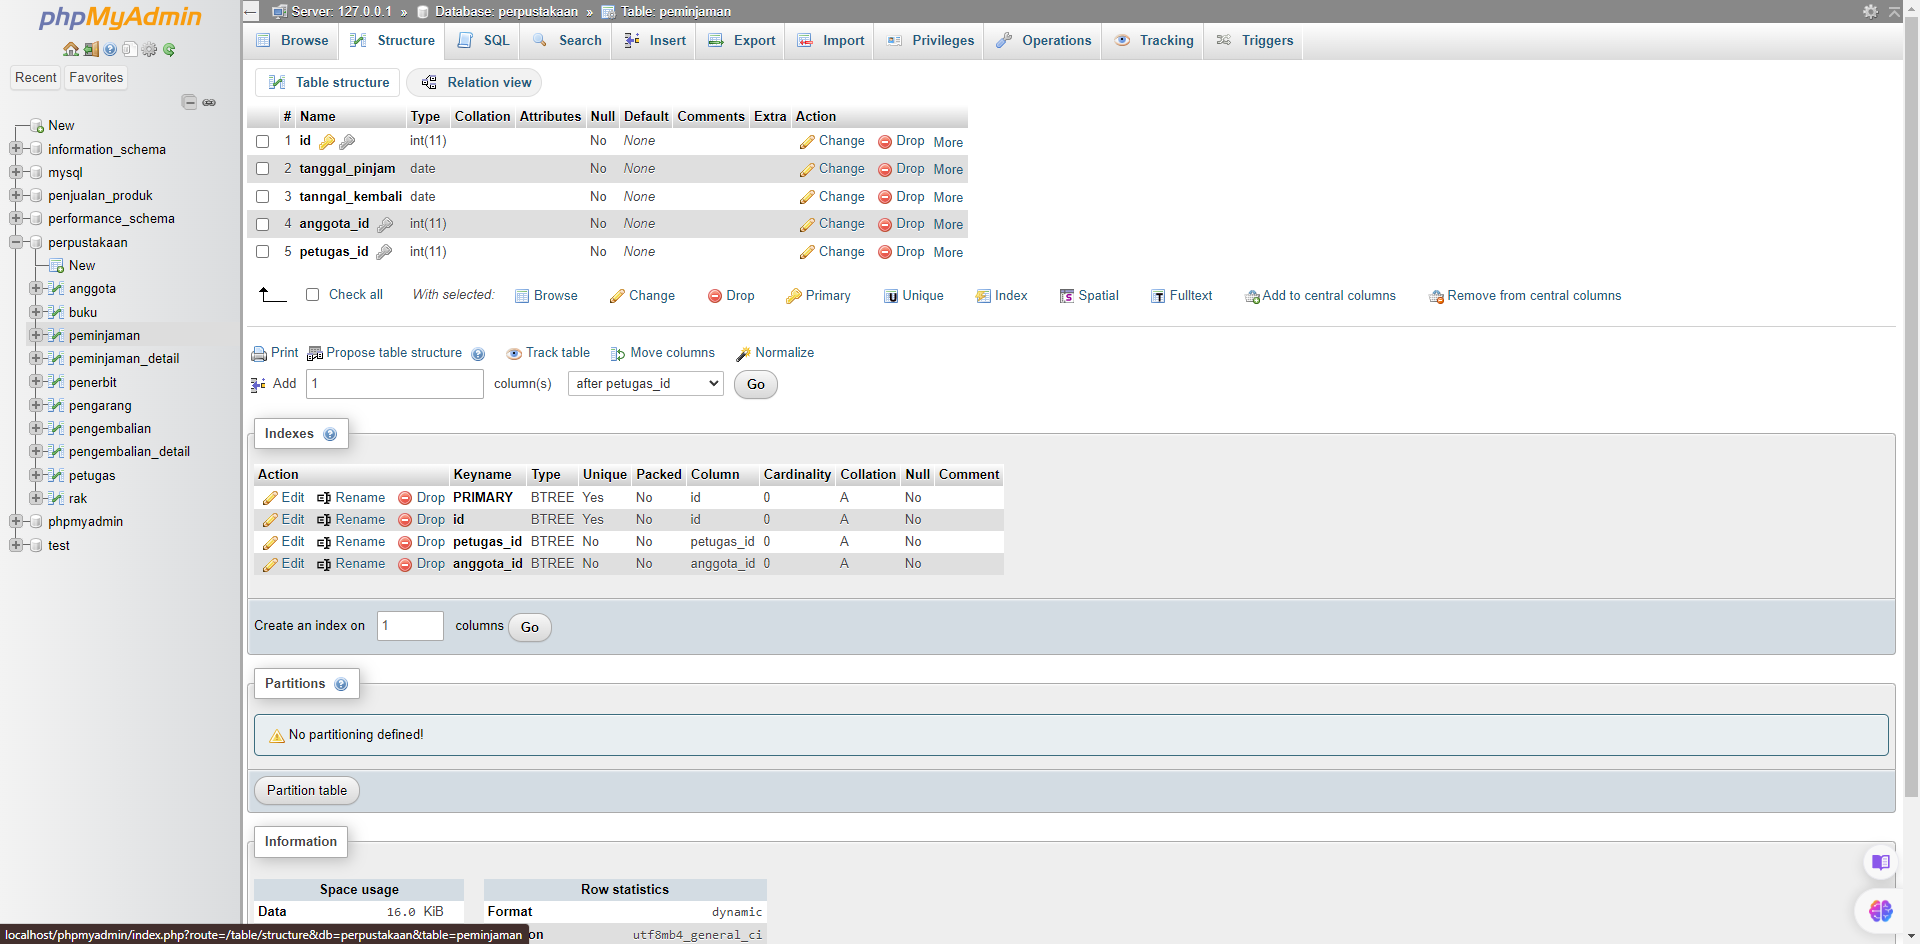 phpMyAdmin
Recent Favorites
New
information_schema
mysql
penjualan_produk
performance_schema
perpustakaan
New
anggota
buku
peminjaman
peminjaman_detail
penerbit
pengarang
pengembalian
pengembalian_detail
petugas
rak
phpmyadmin
test
Server: 127.0.0.1 » Database: perpustakaan » Table: peminjaman
Browse Structure SQL Search Insert Export Import Privileges Operations Tracking Triggers
Table structure Relation view
# Name Type Collation Attributes Null Default Comments Extra Action
1 id int(11) No None Change Drop More
2 tanggal_pinjam date No None Change Drop More
3 tanngal_kembali date No None Change Drop More
4 anggota_id int(11) No None Change Drop More
5 petugas_id int(11) No None Change Drop More
Check all With selected: Browse Change Drop Primary Unique Index Spatial Fulltext Add to central columns Remove from central columns
Print Propose table structure Track table Move columns Normalize
Add 1 column(s) after petugas_id Go
Indexes
Action Keyname Type Unique Packed Column Cardinality Collation Null Comment
Edit Rename Drop PRIMARY BTREE Yes No id 0 A No
Edit Rename Drop id BTREE Yes No id 0 A No
Edit Rename Drop petugas_id BTREE No No petugas_id 0 A No
Edit Rename Drop anggota_id BTREE No No anggota_id 0 A No
Create an index on 1 columns Go
Partitions
No partitioning defined!
Partition table
Information
Space usage Row statistics
Data 16.0 KiB Format dynamic
utf8mb4_general_ci
localhost/phpmyadmin/index.php?route=/table/structure&db=perpustakaan&table=peminjaman